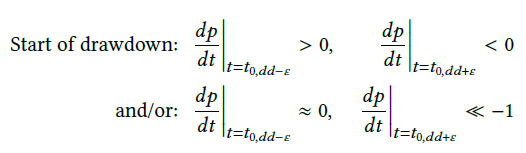 Start of drawdown: dp/dt|_{t=t_{0,dd−ε}} > 0, dp/dt|_{t=t_{0,dd+ε}} < 0
and/or: dp/dt|_{t=t_{0,dd−ε}} ≈ 0, dp/dt|_{t=t_{0,dd+ε}} ≪ −1